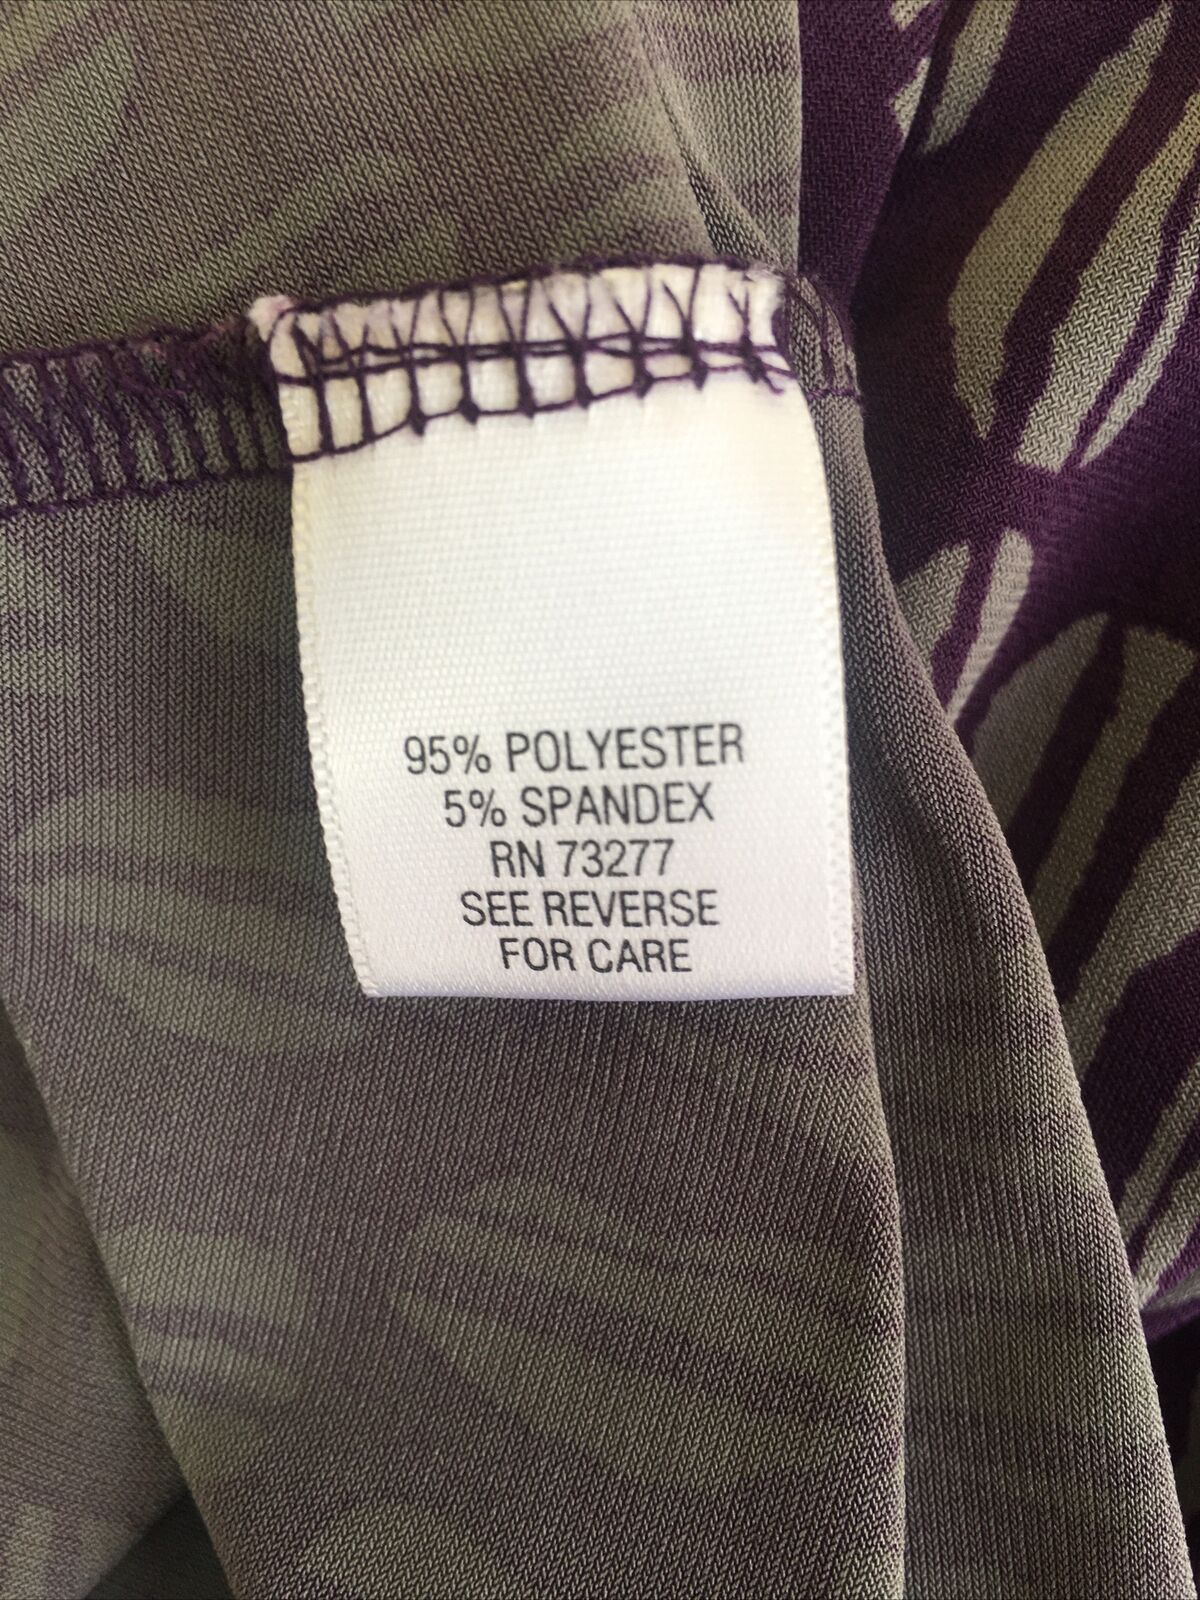 95% POLYESTER
5% SPANDEX
RN 73277
SEE REVERSE
FOR CARE